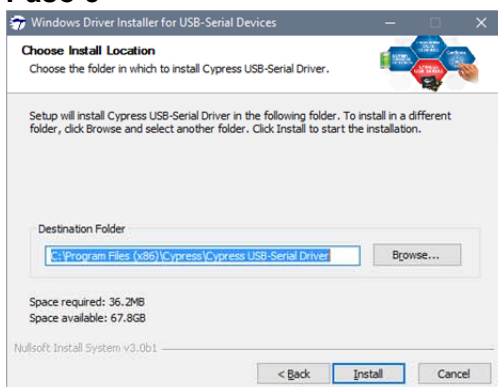 Windows Driver Installer for USB-Serial Devices
Choose Install Location
Choose the folder in which to install Cypress USB-Serial Driver.
Setup will install Cypress USB-Serial Driver in the following folder. To install in a different
folder, click Browse and select another folder. Click Install to start the installation.
Destination Folder
C:\Program Files (x86)\Cypress\Cypress USB-Serial Driver
Browse...
Space required: 36.2MB
Space available: 67.8GB
Nullsoft Install System v3.0b1
< Back Install Cancel